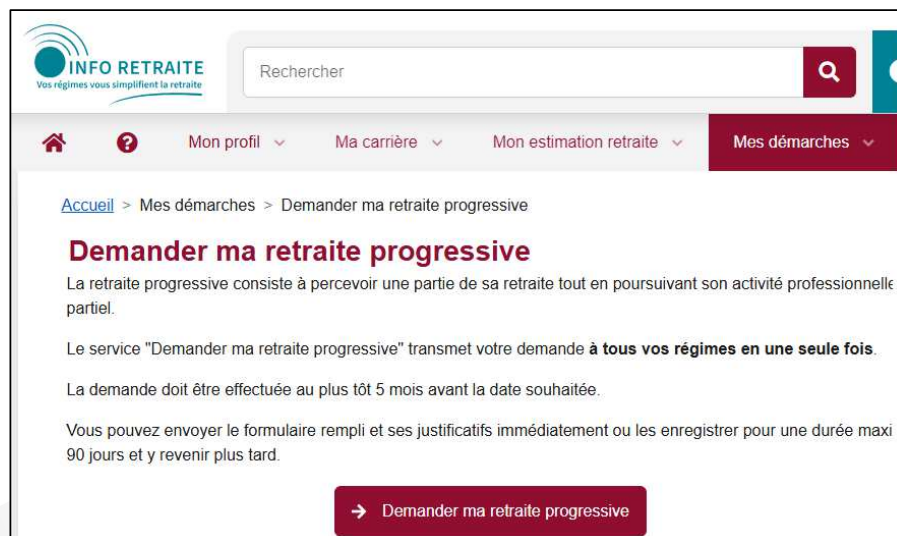 INFO RETRAITE
Vos régimes vous simplifient la retraite
Rechercher
Mon profil
Ma carrière
Mon estimation retraite
Mes démarches
Accueil > Mes démarches > Demander ma retraite progressive
Demander ma retraite progressive
La retraite progressive consiste à percevoir une partie de sa retraite tout en poursuivant son activité professionnelle
partiel.
Le service "Demander ma retraite progressive" transmet votre demande à tous vos régimes en une seule fois.
La demande doit être effectuée au plus tôt 5 mois avant la date souhaitée.
Vous pouvez envoyer le formulaire rempli et ses justificatifs immédiatement ou les enregistrer pour une durée maxi
90 jours et y revenir plus tard.
Demander ma retraite progressive